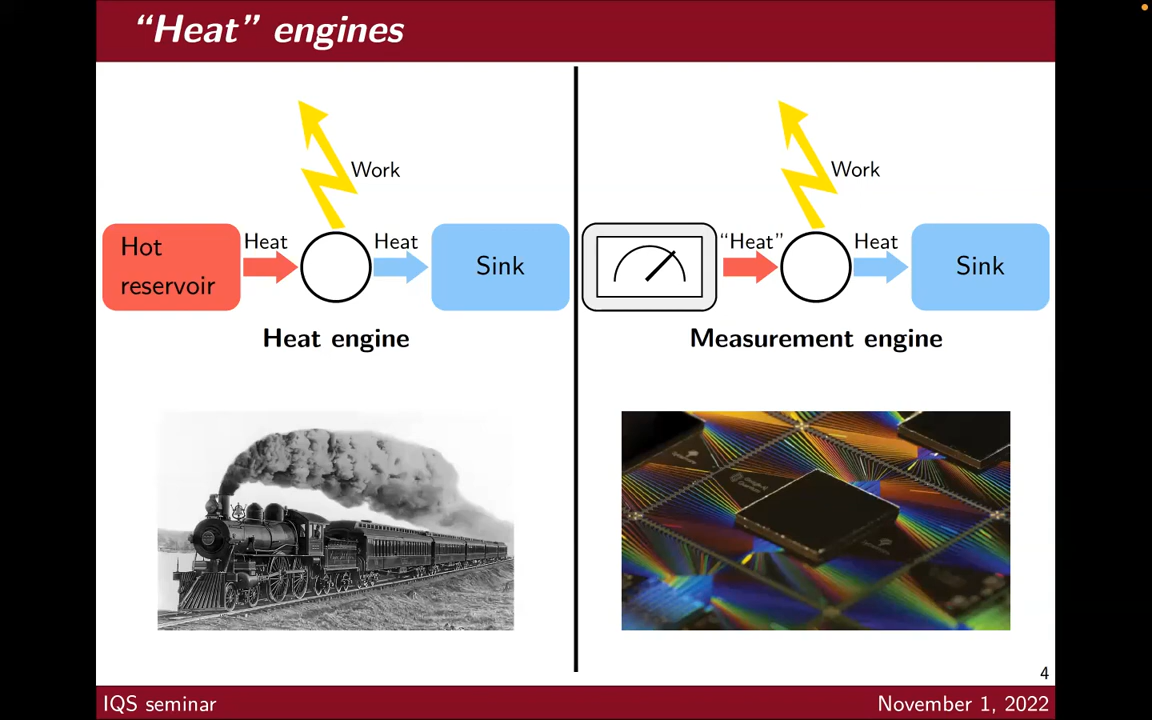 “Heat” engines
Work
Hot
reservoir
Heat
Heat
Sink
Heat engine
Work
“Heat”
Heat
Sink
Measurement engine
4
IQS seminar
November 1, 2022